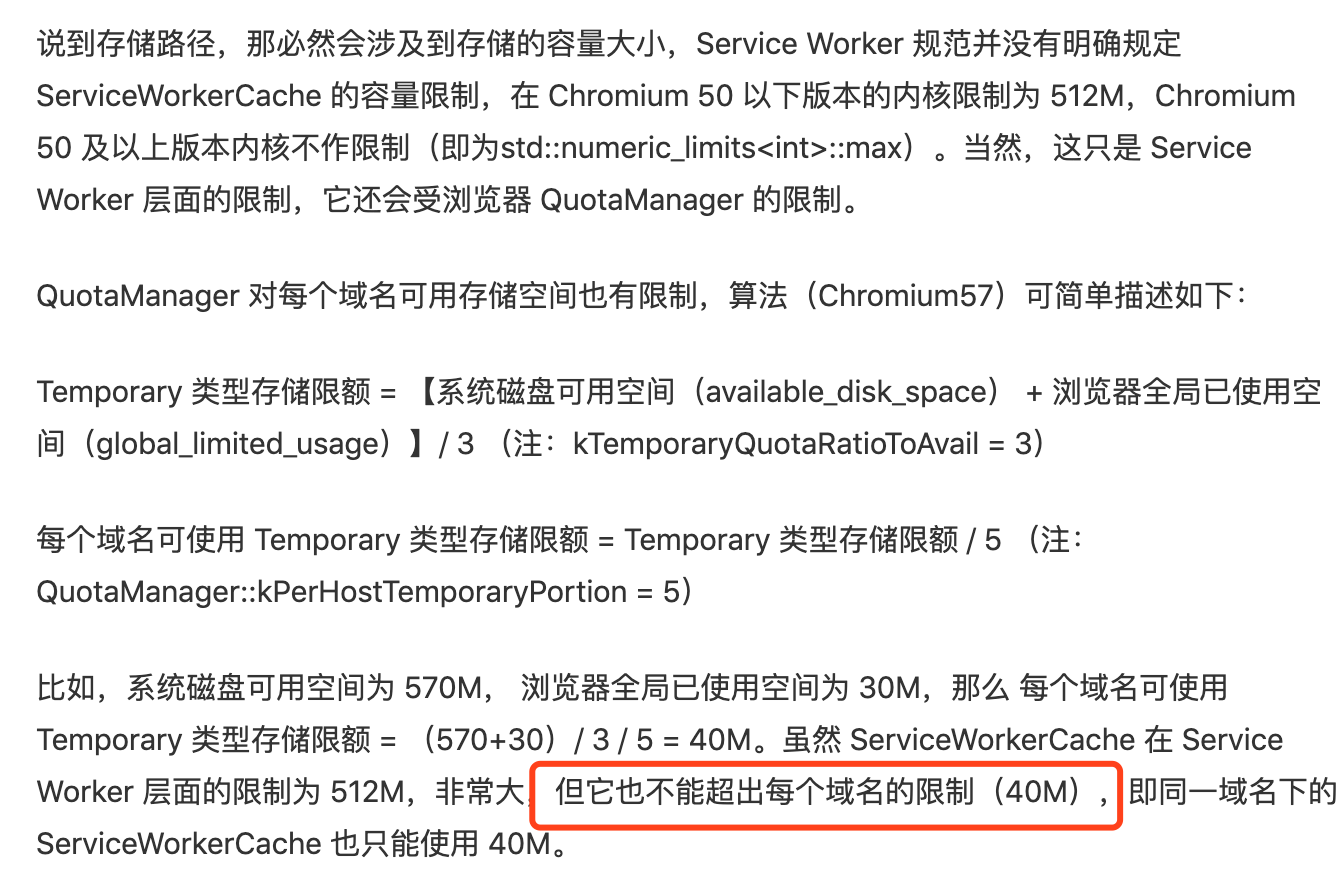 说到存储路径，那必然会涉及到存储的容量大小，Service Worker 规范并没有明确规定
ServiceWorkerCache 的容量限制，在 Chromium 50 以下版本的内核限制为 512M，Chromium
50 及以上版本内核不作限制（即为std::numeric_limits<int>::max）。当然，这只是 Service
Worker 层面的限制，它还会受浏览器 QuotaManager 的限制。
QuotaManager 对每个域名可用存储空间也有限制，算法（Chromium57）可简单描述如下：
Temporary 类型存储限额 = 【系统磁盘可用空间（available_disk_space） + 浏览器全局已使用空
间（global_limited_usage）】/ 3 （注：kTemporaryQuotaRatioToAvail = 3）
每个域名可使用 Temporary 类型存储限额 = Temporary 类型存储限额 / 5 （注：
QuotaManager::kPerHostTemporaryPortion = 5）
比如，系统磁盘可用空间为 570M， 浏览器全局已使用空间为 30M，那么 每个域名可使用
Temporary 类型存储限额 = （570+30）/ 3 / 5 = 40M。虽然 ServiceWorkerCache 在 Service
Worker 层面的限制为 512M，非常大，但它也不能超出每个域名的限制（40M），即同一域名下的
ServiceWorkerCache 也只能使用 40M。